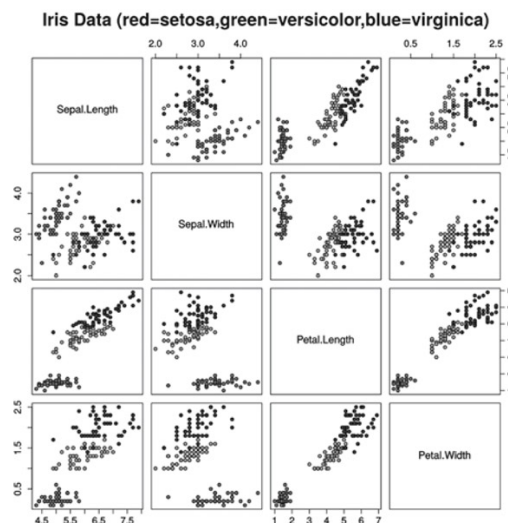 Iris Data (red=setosa,green=versicolor,blue=virginica)
2.0 3.0 4.0
0.5 1.5 2.5
Sepal.Length
4.0
3.0
2.0
Sepal.Width
Petal.Length
2.5
1.5
0.5
Petal.Width
4.5 5.5 6.5 7.5
1 2 3 4 5 6 7